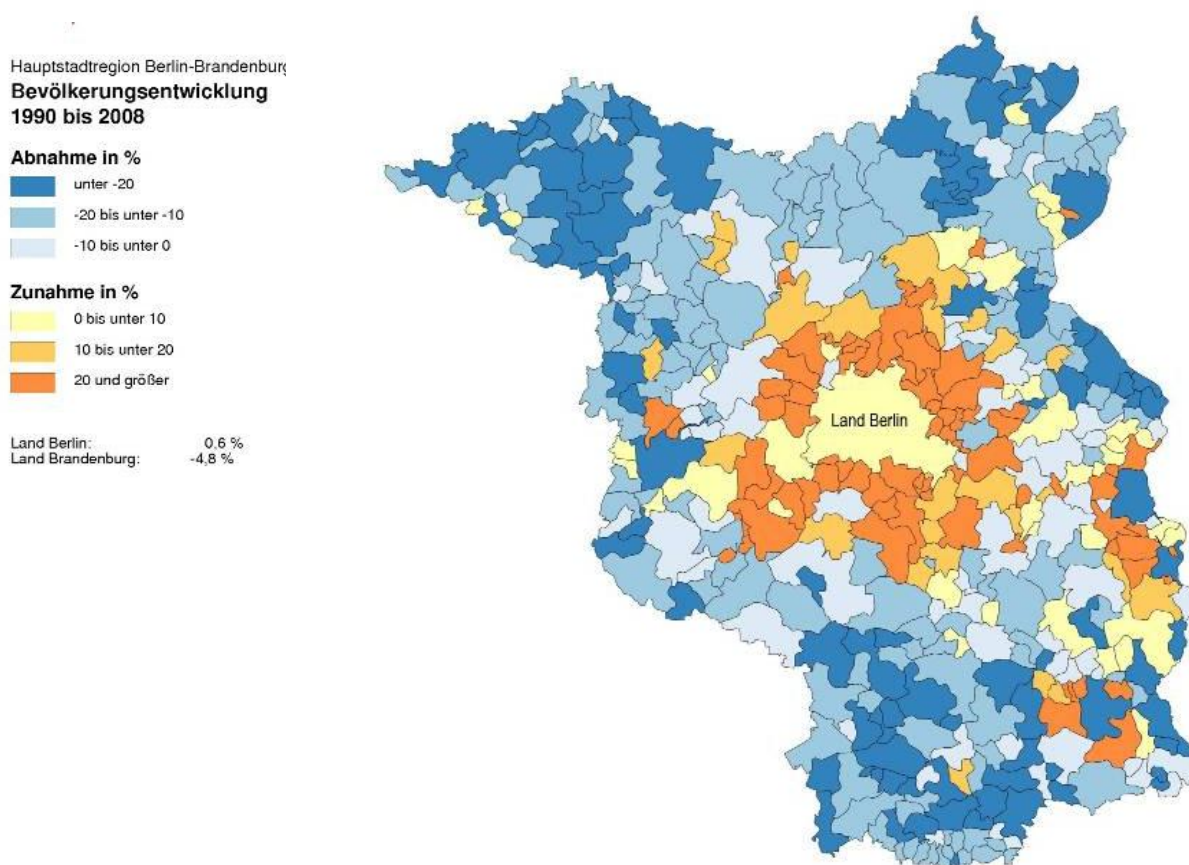 Hauptstadtregion Berlin-Brandenburg
Bevölkerungsentwicklung
1990 bis 2008
Abnahme in %
unter -20
-20 bis unter -10
-10 bis unter 0
Zunahme in %
0 bis unter 10
10 bis unter 20
20 und größer
Land Berlin: 0,6 %
Land Brandenburg: -4,8 %
Land Berlin